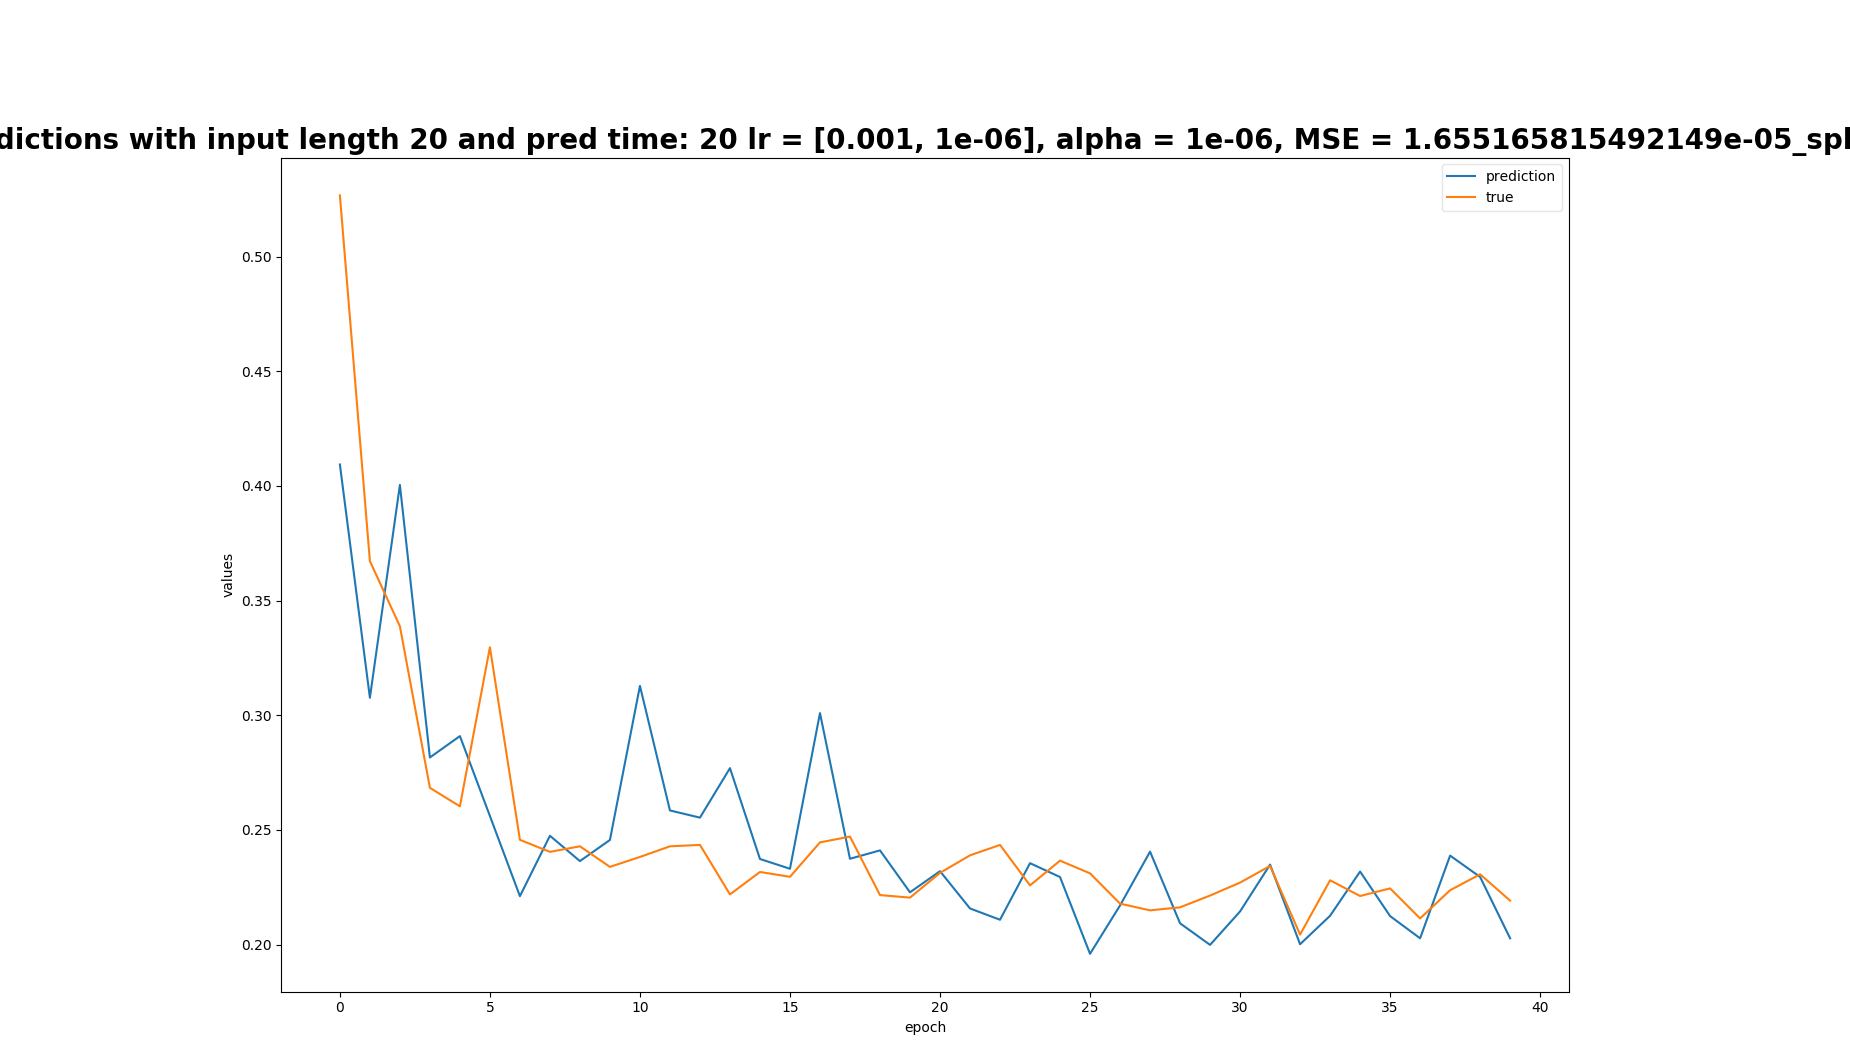 dictions with input length 20 and pred time: 20 lr = [0.001, 1e-06], alpha = 1e-06, MSE = 1.655165815492149e-05_spl
prediction
true
0.50
0.45
0.40
0.35
0.30
0.25
0.20
values
0 5 10 15 20 25 30 35 40
epoch